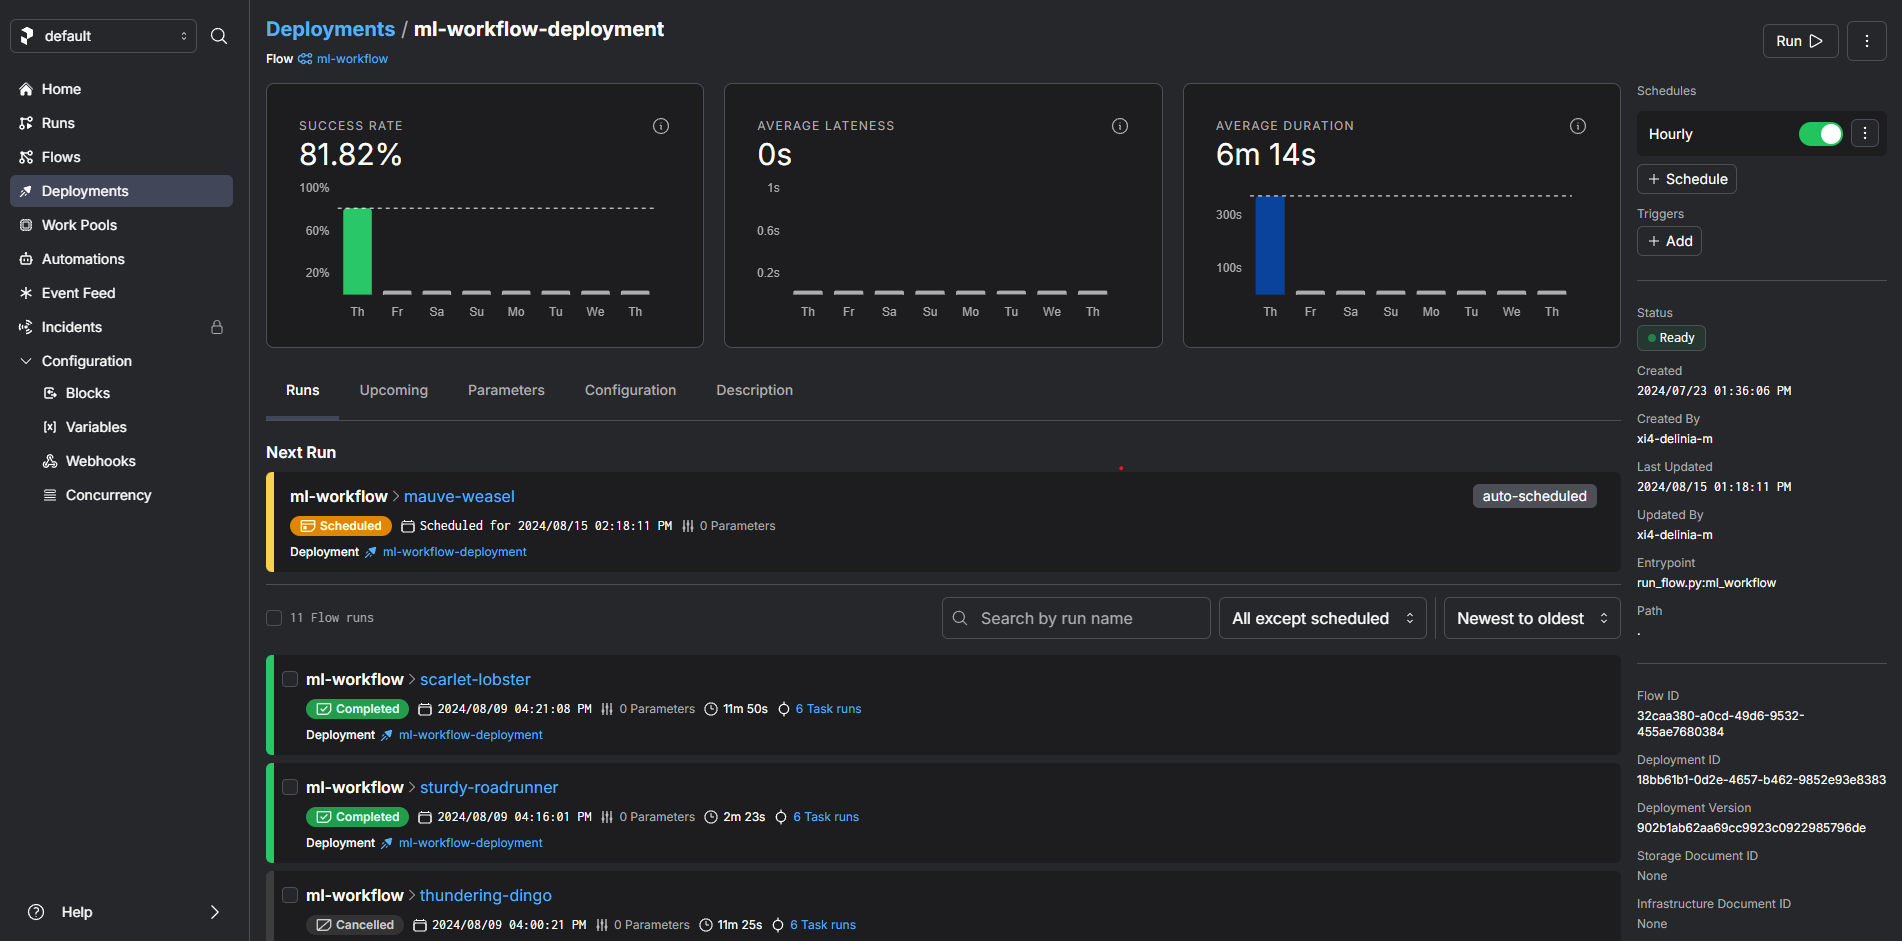 default
Home
Runs
Flows
Deployments
Work Pools
Automations
Event Feed
Incidents
Configuration
Blocks
Variables
Webhooks
Concurrency
Help
Deployments / ml-workflow-deployment
Flow ml-workflow
Run
SUCCESS RATE
81.82%
100%
60%
20%
Th Fr Sa Su Mo Tu We Th
AVERAGE LATENESS
0s
1s
0.6s
0.2s
Th Fr Sa Su Mo Tu We Th
AVERAGE DURATION
6m 14s
300s
100s
Th Fr Sa Su Mo Tu We Th
Runs Upcoming Parameters Configuration Description
Next Run
ml-workflow > mauve-weasel
auto-scheduled
Scheduled Scheduled for 2024/08/15 02:18:11 PM 0 Parameters
Deployment ml-workflow-deployment
11 Flow runs
Search by run name
All except scheduled
Newest to oldest
ml-workflow > scarlet-lobster
Completed 2024/08/09 04:21:08 PM 0 Parameters 11m 50s 6 Task runs
Deployment ml-workflow-deployment
ml-workflow > sturdy-roadrunner
Completed 2024/08/09 04:16:01 PM 0 Parameters 2m 23s 6 Task runs
Deployment ml-workflow-deployment
ml-workflow > thundering-dingo
Cancelled 2024/08/09 04:00:21 PM 0 Parameters 11m 25s 6 Task runs
Schedules
Hourly
+ Schedule
Triggers
+ Add
Status
Ready
Created
2024/07/23 01:36:06 PM
Created By
xi4-delinia-m
Last Updated
2024/08/15 01:18:11 PM
Updated By
xi4-delinia-m
Entrypoint
run_flow.py:ml_workflow
Path
.
Flow ID
32caa380-a0cd-49d6-9532-
455ae7680384
Deployment ID
18bb61b1-0d2e-4657-b462-9852e93e8383
Deployment Version
902b1ab62aa69cc9923c0922985796de
Storage Document ID
None
Infrastructure Document ID
None